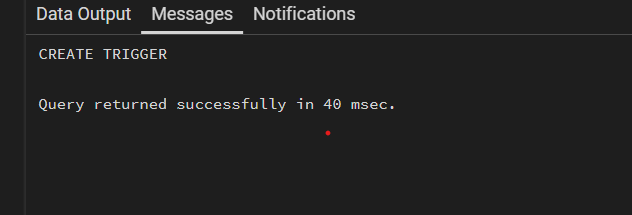 Data Output Messages Notifications
CREATE TRIGGER
Query returned successfully in 40 msec.